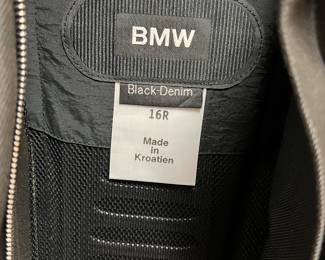 BMW
Black-Denim
16R
Made
in
Kroatien